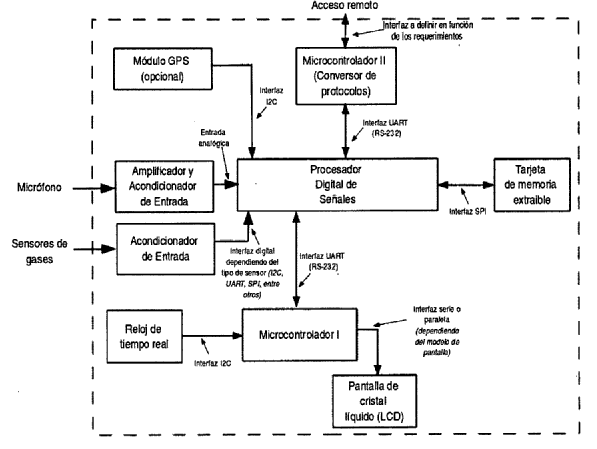 Acceso remoto
Interfaz a definir en función
de los requerimientos
Módulo GPS
(opcional)
Microcontrolador II
(Conversor de
protocolos)
Interfaz
I2C
Interfaz UART
(RS-232)
Entrada
analógica
Micrófono
Amplificador y
Acondicionador
de Entrada
Procesador
Digital de
Señales
Interfaz SPI
Tarjeta
de memoria
extraible
Sensores de
gases
Acondicionador
de Entrada
Interfaz digital
dependiendo del
tipo de sensor (I2C,
UART, SPI, entre
otros)
Interfaz UART
(RS-232)
Reloj de
tiempo real
Interfaz I2C
Microcontrolador I
Interfaz serie o
paralela
(dependiendo
del modelo de
pantalla)
Pantalla de
cristal
líquido (LCD)